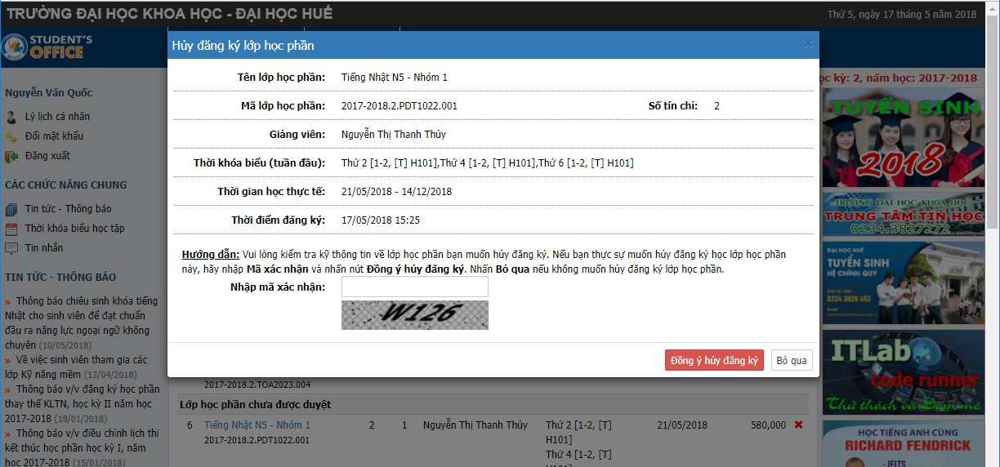 TRƯỜNG ĐẠI HỌC KHOA HỌC - ĐẠI HỌC HUẾ
Thứ 5, ngày 17 tháng 5 năm 2018
STUDENT'S
OFFICE
Nguyễn Văn Quốc
Lý lịch cá nhân
Đổi mật khẩu
Đăng xuất
CÁC CHỨC NĂNG CHUNG
Tin tức - Thông báo
Thời khóa biểu học tập
Tin nhắn
TIN TỨC - THÔNG BÁO
» Thông báo chiêu sinh khóa tiếng
Nhật cho sinh viên để đạt chuẩn
đầu ra năng lực ngoại ngữ không
chuyên (10/05/2018)
» Về việc sinh viên tham gia các
lớp Kỹ năng mềm (13/04/2018)
» Thông báo v/v đăng ký học phần
thay thế KLTN, học kỳ II năm học
2017-2018 (18/01/2018)
» Thông báo v/v điều chỉnh lịch thi
kết thúc học phần học kỳ I, năm
học 2017-2018 (15/01/2018)
Hủy đăng ký lớp học phần ×
Tên lớp học phần: Tiếng Nhật N5 - Nhóm 1
Mã lớp học phần: 2017-2018.2.PDT1022.001 Số tín chỉ: 2
Giảng viên: Nguyễn Thị Thanh Thủy
Thời khóa biểu (tuần đầu): Thứ 2 [1-2, [T] H101],Thứ 4 [1-2, [T] H101],Thứ 6 [1-2, [T] H101]
Thời gian học thực tế: 21/05/2018 - 14/12/2018
Thời điểm đăng ký: 17/05/2018 15:25
Hướng dẫn: Vui lòng kiểm tra kỹ thông tin về lớp học phần bạn muốn hủy đăng ký. Nếu bạn thực sự muốn hủy đăng ký học lớp học phần
này, hãy nhập Mã xác nhận và nhấn nút Đồng ý hủy đăng ký. Nhấn Bỏ qua nếu không muốn hủy đăng ký lớp học phần.
Nhập mã xác nhận:
W126
Đồng ý hủy đăng ký Bỏ qua
2017-2018.2.TOA2023.004
Lớp học phần chưa được duyệt
6 Tiếng Nhật N5 - Nhóm 1 2 1 Nguyễn Thị Thanh Thủy Thứ 2 [1-2, [T] 21/05/2018 580,000
2017-2018.2.PDT1022.001 H101]
Thứ 4 [1-2, [T]
H101]
ọc kỳ: 2, năm học: 2017-2018
TUYỂN SINH
2018
TRƯỜNG ĐẠI HỌC KHOA HỌC
TRUNG TÂM TIN HỌC
0234.3827272
ĐẠI HỌC HUẾ
TUYỂN SINH
HỆ CHÍNH QUY
GỌI TƯ VẤN
0234 3828 493
Email
ITLab
code runner
Thử thách và Đam mê
HỌC TIẾNG ANH CÙNG
RICHARD FENDRICK
- IELTS